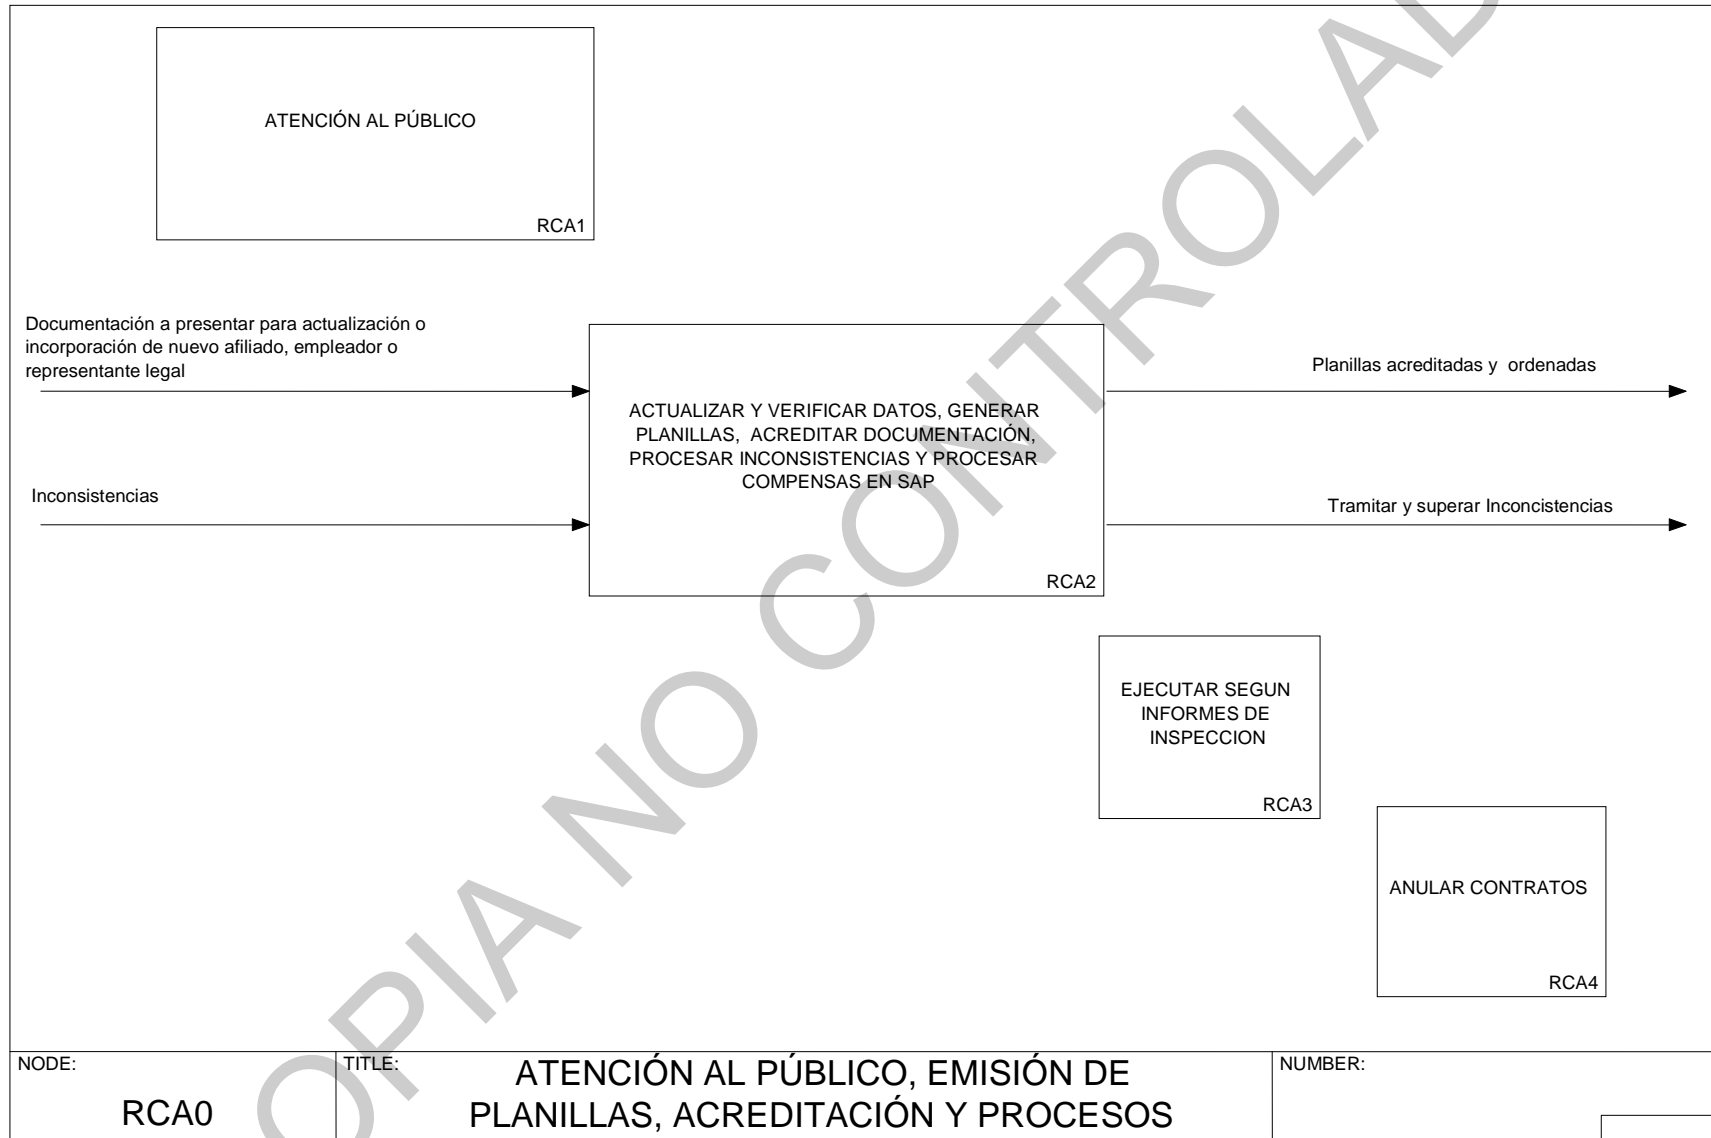 ATENCIÓN AL PÚBLICO
RCA1
Documentación a presentar para actualización o
incorporación de nuevo afiliado, empleador o
representante legal
Planillas acreditadas y ordenadas
ACTUALIZAR Y VERIFICAR DATOS, GENERAR
PLANILLAS, ACREDITAR DOCUMENTACIÓN,
PROCESAR INCONSISTENCIAS Y PROCESAR
COMPENSAS EN SAP
Inconsistencias
Tramitar y superar Inconcistencias
RCA2
EJECUTAR SEGUN
INFORMES DE
INSPECCION
RCA3
ANULAR CONTRATOS
RCA4
NODE:
RCA0
TITLE:
ATENCIÓN AL PÚBLICO, EMISIÓN DE
PLANILLAS, ACREDITACIÓN Y PROCESOS
NUMBER:
OPIA NO CONTROLAD